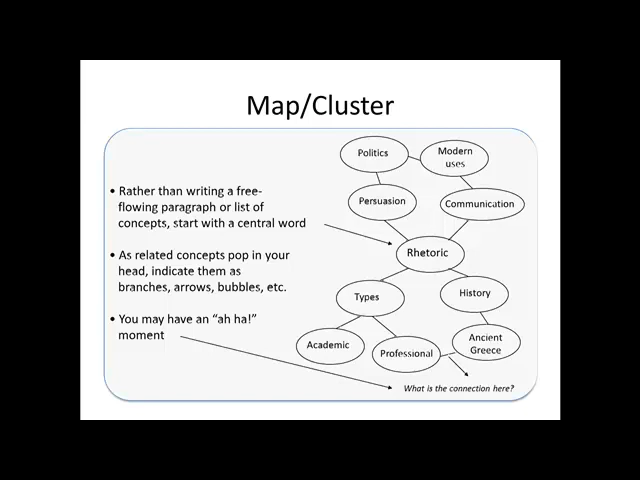 Map/Cluster
• Rather than writing a free-
flowing paragraph or list of
concepts, start with a central word
• As related concepts pop in your
head, indicate them as
branches, arrows, bubbles, etc.
• You may have an “ah ha!”
moment
Politics
Modern
uses
Persuasion
Communication
Rhetoric
Types
History
Academic
Professional
Ancient
Greece
What is the connection here?